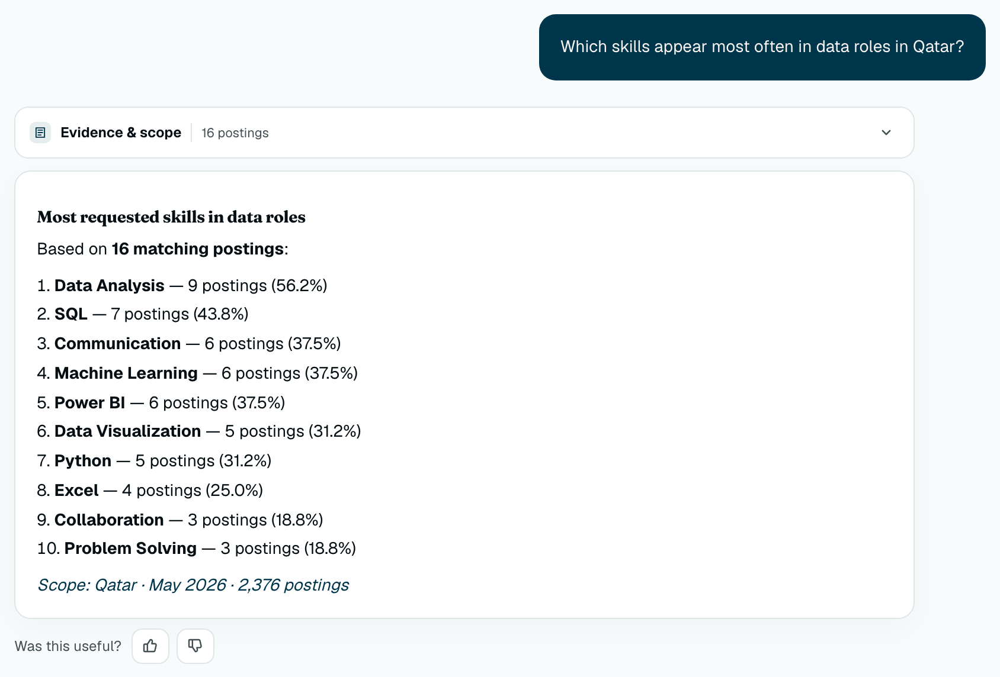 Which skills appear most often in data roles in Qatar?
Evidence & scope | 16 postings
Most requested skills in data roles
Based on 16 matching postings:
1. Data Analysis — 9 postings (56.2%)
2. SQL — 7 postings (43.8%)
3. Communication — 6 postings (37.5%)
4. Machine Learning — 6 postings (37.5%)
5. Power BI — 6 postings (37.5%)
6. Data Visualization — 5 postings (31.2%)
7. Python — 5 postings (31.2%)
8. Excel — 4 postings (25.0%)
9. Collaboration — 3 postings (18.8%)
10. Problem Solving — 3 postings (18.8%)
Scope: Qatar · May 2026 · 2,376 postings
Was this useful?